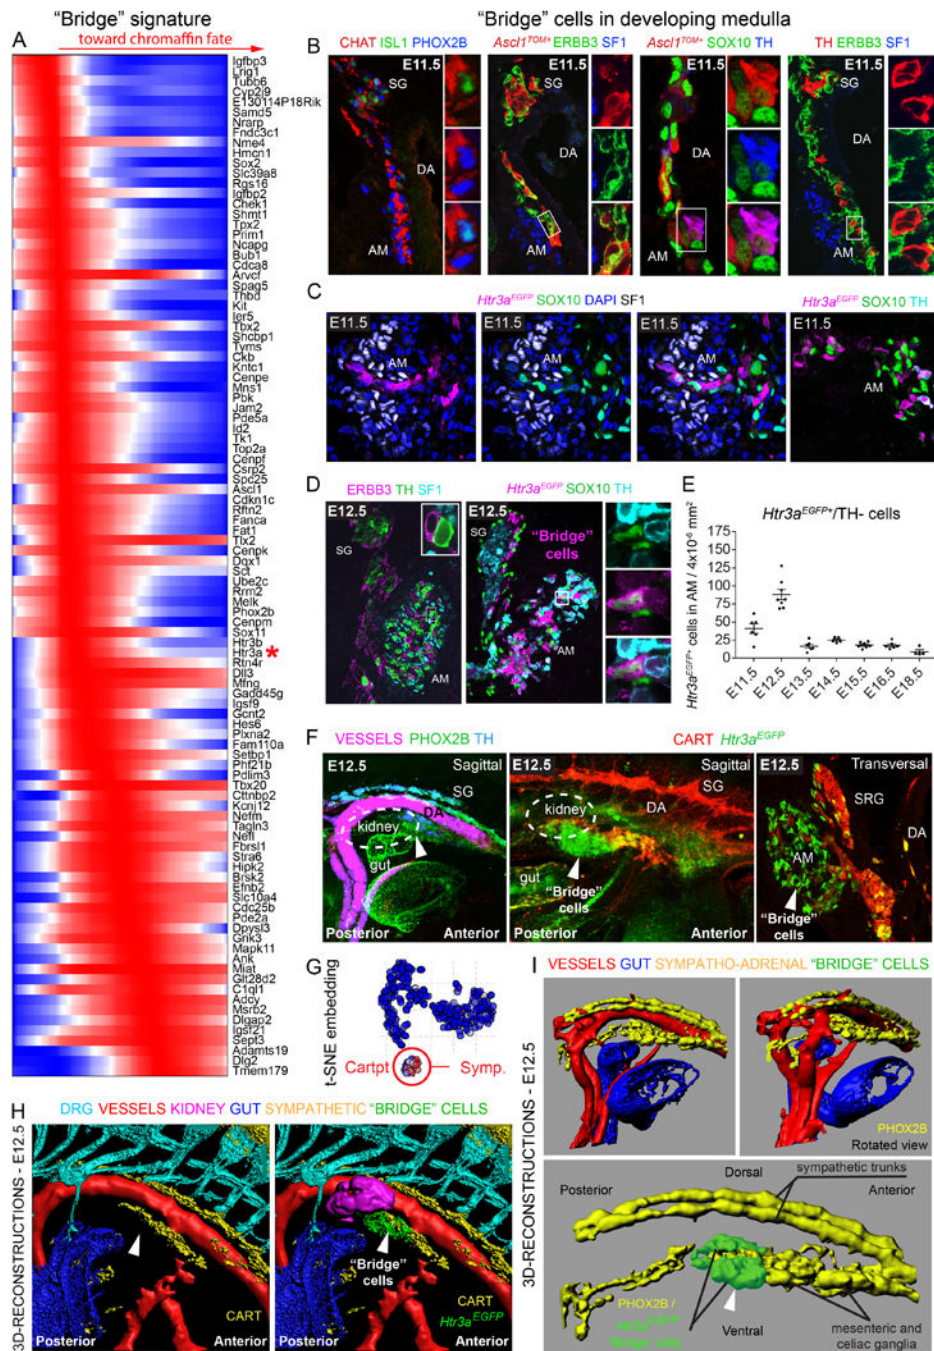 "Bridge" signature
"Bridge" cells in developing medulla
A
toward chromaffin fate
Igfbp3
Lrig1
Tubb6
Cyp2j9
E130114P18Rik
Samd5
Nrarp
Fndc3c1
Nme4
Hmcn1
Sox2
Slc39a8
Rgs16
Igfbp2
Chek1
Shmt1
Tpx2
Prim1
Ncapg
Bub1
Cdca8
Arvcf
Spag5
Thbd
Kit
Ier5
Tbx2
Shcbp1
Tyms
Ckb
Kntc1
Cenpe
Mns1
Pbk
Jam2
Pde5a
Id2
Tk1
Top2a
Cenpf
Csrp2
Spc25
Ascl1
Cdkn1c
Rftn2
Fanca
Fat1
Tlx2
Cenpk
Dqx1
Sct
Ube2c
Rrm2
Melk
Phox2b
Cenpm
Sox11
Htr3b
Htr3a *
Rtn4r
Dll3
Mfng
Gadd45g
Igsf9
Gcnt2
Hes6
Plxna2
Fam110a
Setbp1
Phf21b
Pdlim3
Tbx20
Cttnbp2
Kcnj12
Nefm
Tagln3
Nefl
Fbrsl1
Stra6
Hipk2
Brsk2
Efnb2
Slc10a4
Cdc25b
Pde2a
Dpysl3
Grik3
Mapk11
Ank
Miat
Glt28d2
C1ql1
Adcy
Msrb2
Dlgap2
Igsf21
Sept3
Adamts19
Dlg2
Tmem179
B
CHAT ISL1 PHOX2B
Ascl1TOM+ ERBB3 SF1
Ascl1TOM+ SOX10 TH
TH ERBB3 SF1
E11.5
SG
DA
AM
E11.5
SG
DA
AM
E11.5
DA
AM
E11.5
SG
DA
AM
C
Htr3aEGFP SOX10 DAPI SF1
Htr3aEGFP SOX10 TH
E11.5
AM
AM
AM
E11.5
AM
D
ERBB3 TH SF1
Htr3aEGFP SOX10 TH
E12.5
SG
AM
E12.5
SG
"Bridge"
cells
AM
E
Htr3aEGFP+/TH- cells
Htr3aEGFP+ cells in AM / 4x10-6 mm2
175
150
125
100
75
50
25
0
E11.5
E12.5
E13.5
E14.5
E15.5
E16.5
E18.5
F
VESSELS PHOX2B TH
CART Htr3aEGFP
E12.5
Sagittal
SG
DA
kidney
gut
Posterior
Anterior
E12.5
Sagittal
SG
DA
kidney
gut
"Bridge"
cells
Posterior
Anterior
E12.5
Transversal
SRG
DA
AM
"Bridge"
cells
G
t-SNE embedding
Cartpt
Symp.
H
DRG VESSELS KIDNEY GUT SYMPATHETIC "BRIDGE" CELLS
3D-RECONSTRUCTIONS - E12.5
CART
Posterior
Anterior
"Bridge"
cells
CART
Htr3aEGFP
Posterior
Anterior
I
VESSELS GUT SYMPATHO-ADRENAL "BRIDGE" CELLS
3D-RECONSTRUCTIONS - E12.5
PHOX2B
Rotated view
Dorsal
sympathetic trunks
Posterior
Anterior
PHOX2B /
Htr3aEGFP
"Bridge" cells
Ventral
mesenteric and
celiac ganglia